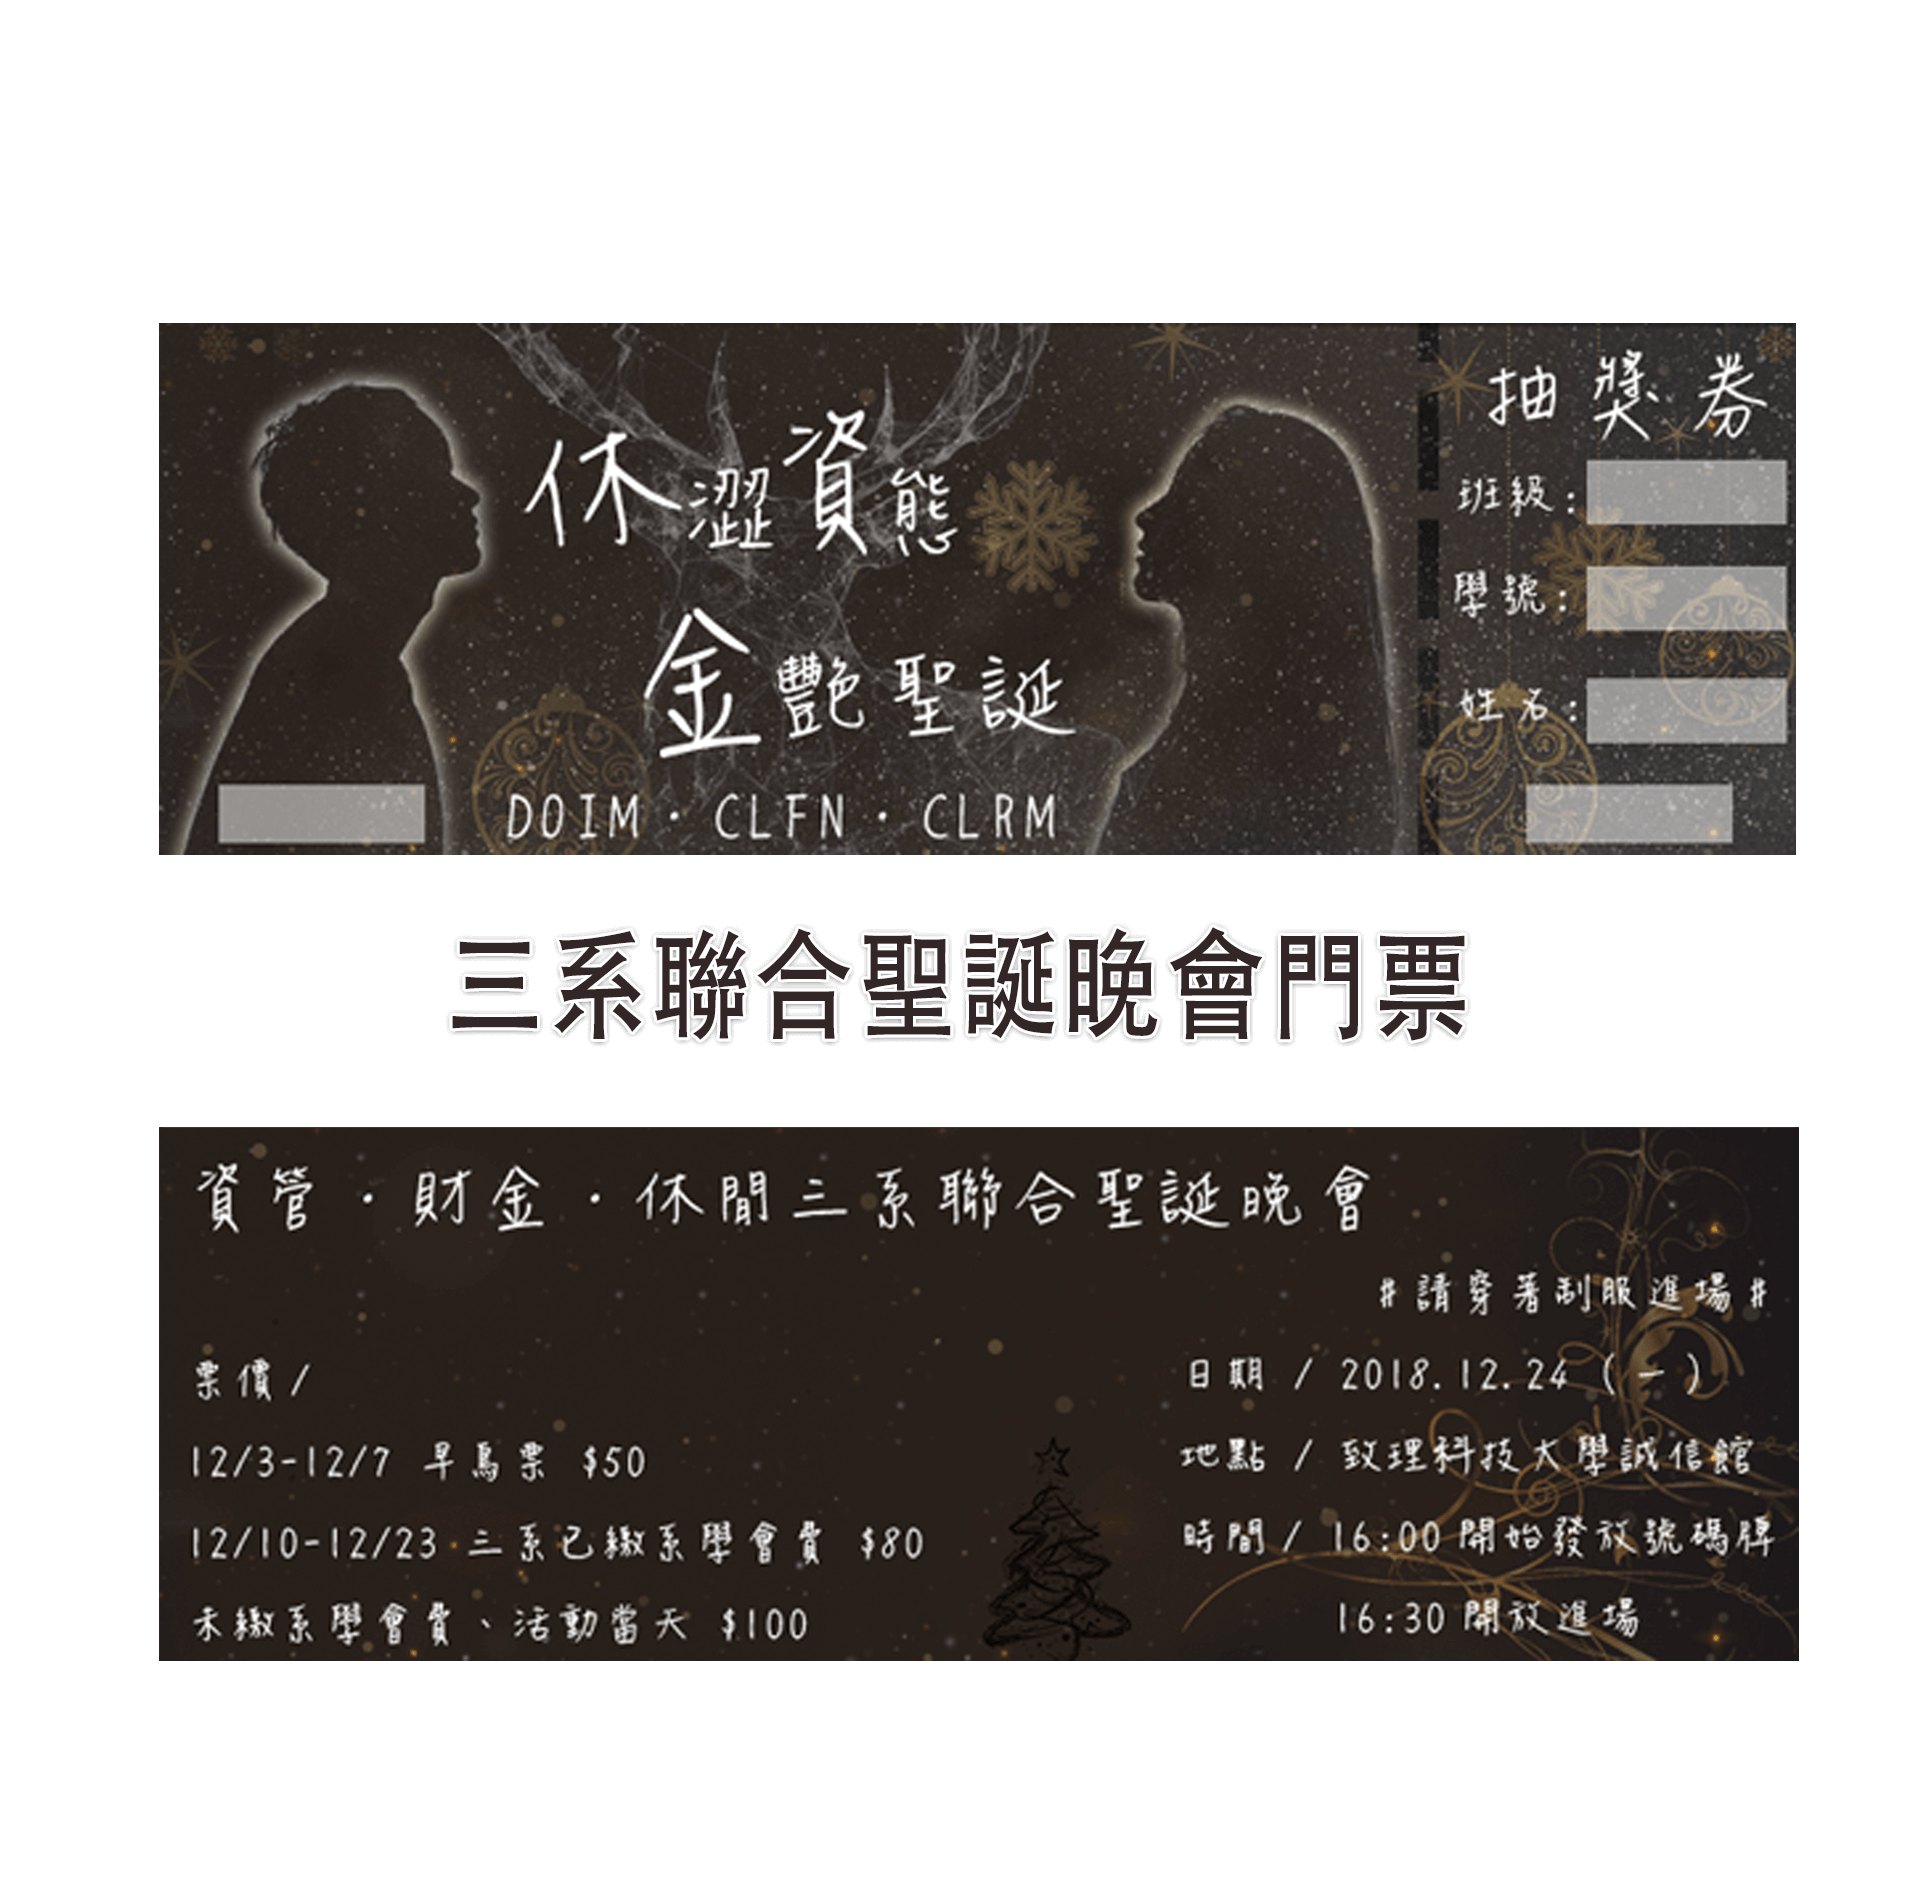 休澀資態
金艷聖誕
DOIM · CLFN · CLRM
抽獎券
班級：
學號：
姓名：
三系聯合聖誕晚會門票
資管·財金·休閒三系聯合聖誕晚會
#請穿著制服進場#
票價/
12/3-12/7 早鳥票 $50
12/10-12/23 三系已繳系學會費 $80
未繳系學會費、活動當天 $100
日期 / 2018.12.24 (一)
地點 / 致理科技大學誠信館
時間 / 16:00 開始發放號碼牌
16:30 開放進場